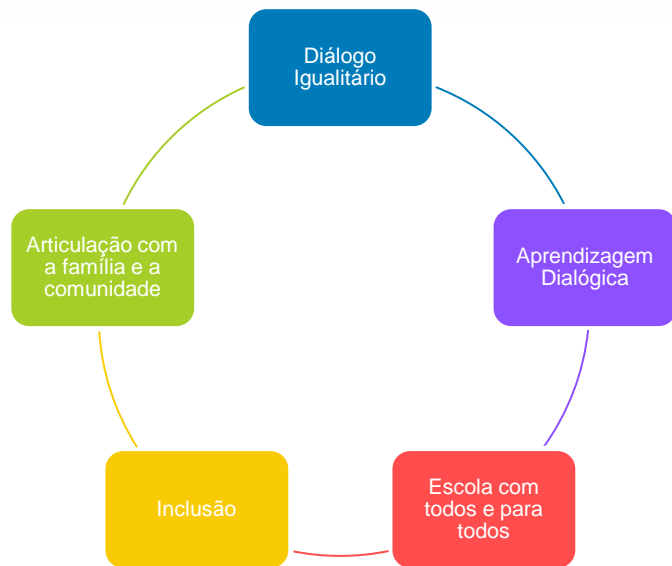 Diálogo
Igualitário
Aprendizagem
Dialógica
Escola com
todos e para
todos
Inclusão
Articulação com
a família e a
comunidade